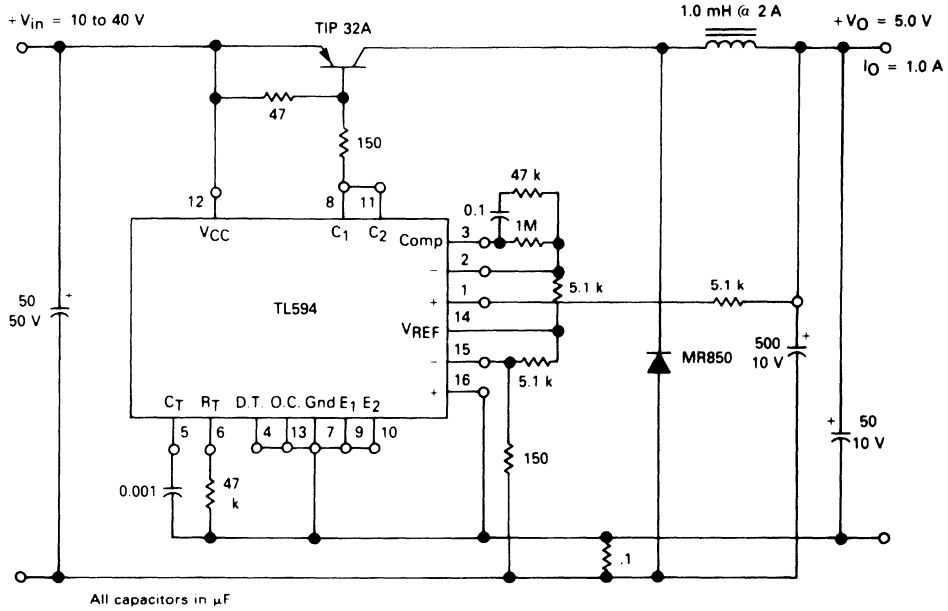 +Vin = 10 to 40 V
TIP 32A
1.0 mH @ 2 A
+VO = 5.0 V
IO = 1.0 A
47
150
12
8
11
VCC
C1
C2
47 k
0.1
1M
Comp
3
−
2
+
1
5.1 k
5.1 k
TL594
VREF
14
−
15
5.1 k
+
16
50
50 V
+
MR850
500
10 V
+
+
50
10 V
CT
RT
D.T.
O.C.
Gnd
E1
E2
5
6
4
13
7
9
10
0.001
47
k
150
.1
All capacitors in μF